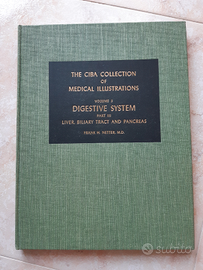 THE CIBA COLLECTION
OF
MEDICAL ILLUSTRATIONS
VOLUME 3
DIGESTIVE SYSTEM
PART III
LIVER, BILIARY TRACT AND PANCREAS
FRANK H. NETTER, M.D.
subito